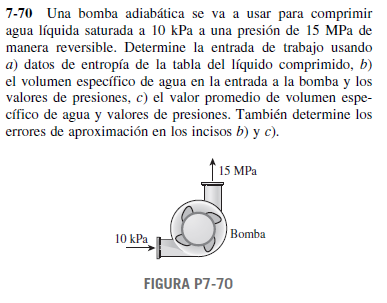 7-70 Una bomba adiabática se va a usar para comprimir
agua líquida saturada a 10 kPa a una presión de 15 MPa de
manera reversible. Determine la entrada de trabajo usando
a) datos de entropía de la tabla del líquido comprimido, b)
el volumen específico de agua en la entrada a la bomba y los
valores de presiones, c) el valor promedio de volumen espe-
cífico de agua y valores de presiones. También determine los
errores de aproximación en los incisos b) y c).
15 MPa
10 kPa
Bomba
FIGURA P7-70